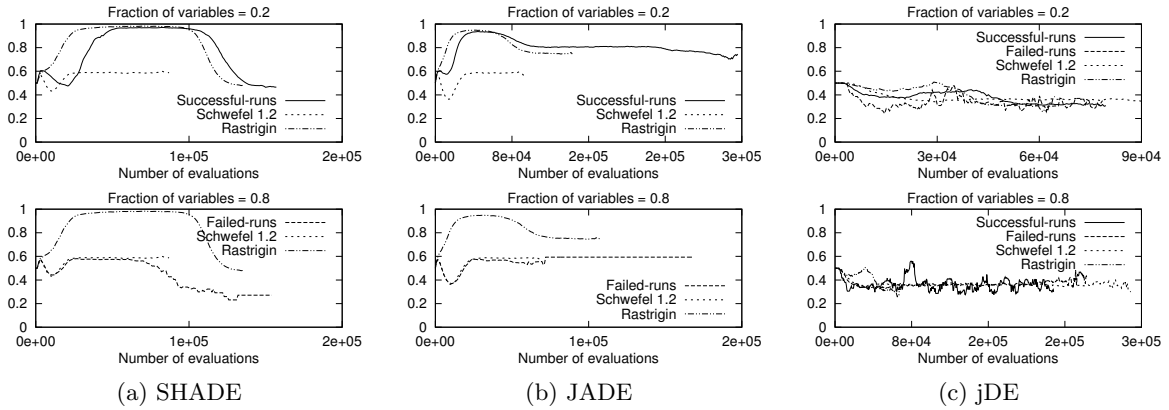 Fraction of variables = 0.2
1
0.8
0.6
0.4
0.2
0
Successful-runs
Schwefel 1.2
Rastrigin
0e+00 1e+05 2e+05
Number of evaluations
Fraction of variables = 0.2
1
0.8
0.6
0.4
0.2
0
Successful-runs
Schwefel 1.2
Rastrigin
0e+00 8e+04 2e+05 2e+05 3e+05
Number of evaluations
Fraction of variables = 0.2
1
0.8
0.6
0.4
0.2
0
Successful-runs
Failed-runs
Schwefel 1.2
Rastrigin
0e+00 3e+04 6e+04 9e+04
Number of evaluations
Fraction of variables = 0.8
1
0.8
0.6
0.4
0.2
0
Failed-runs
Schwefel 1.2
Rastrigin
0e+00 1e+05 2e+05
Number of evaluations
Fraction of variables = 0.8
1
0.8
0.6
0.4
0.2
0
Failed-runs
Schwefel 1.2
Rastrigin
0e+00 1e+05 2e+05
Number of evaluations
Fraction of variables = 0.8
1
0.8
0.6
0.4
0.2
0
Successful-runs
Failed-runs
Schwefel 1.2
Rastrigin
0e+00 8e+04 2e+05 2e+05 3e+05
Number of evaluations
(a) SHADE
(b) JADE
(c) jDE